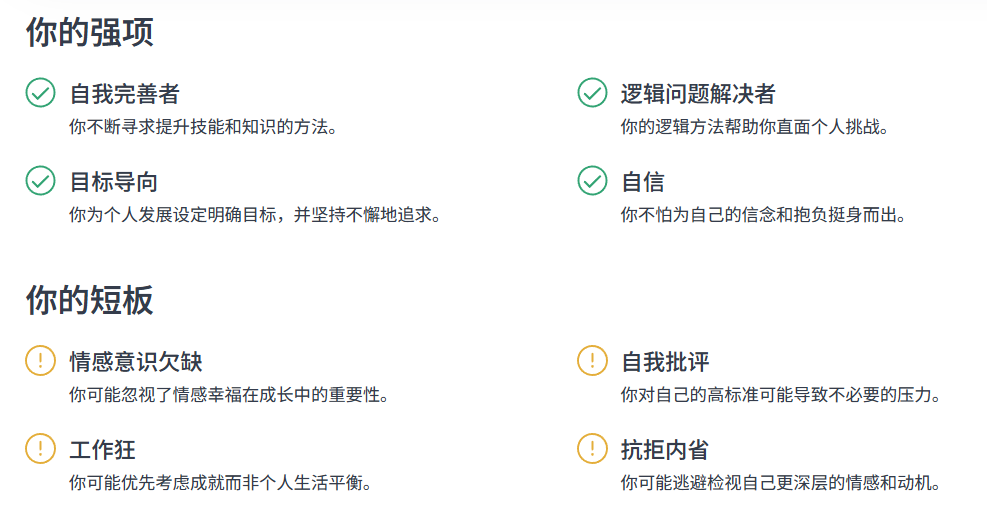 你的强项
自我完善者
你不断寻求提升技能和知识的方法。
逻辑问题解决者
你的逻辑方法帮助你直面个人挑战。
目标导向
你为个人发展设定明确目标，并坚持不懈地追求。
自信
你不怕为自己的信念和抱负挺身而出。
你的短板
情感意识欠缺
你可能忽视了情感幸福在成长中的重要性。
自我批评
你对自己的高标准可能导致不必要的压力。
工作狂
你可能优先考虑成就而非个人生活平衡。
抗拒内省
你可能逃避检视自己更深层的情感和动机。